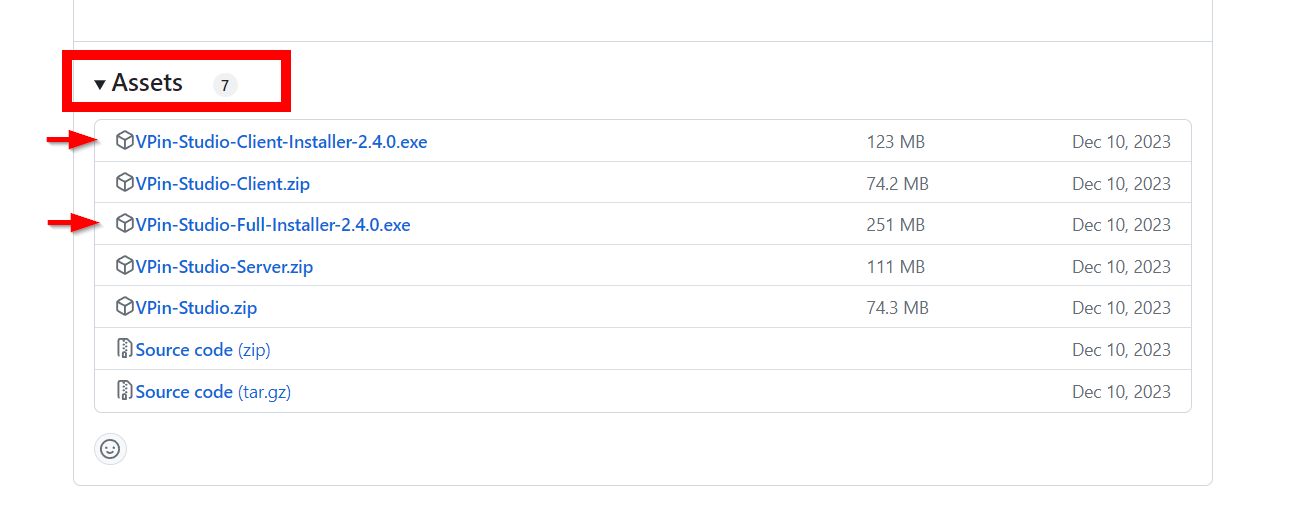 Assets 7
VPin-Studio-Client-Installer-2.4.0.exe 123 MB Dec 10, 2023
VPin-Studio-Client.zip 74.2 MB Dec 10, 2023
VPin-Studio-Full-Installer-2.4.0.exe 251 MB Dec 10, 2023
VPin-Studio-Server.zip 111 MB Dec 10, 2023
VPin-Studio.zip 74.3 MB Dec 10, 2023
Source code (zip) Dec 10, 2023
Source code (tar.gz) Dec 10, 2023